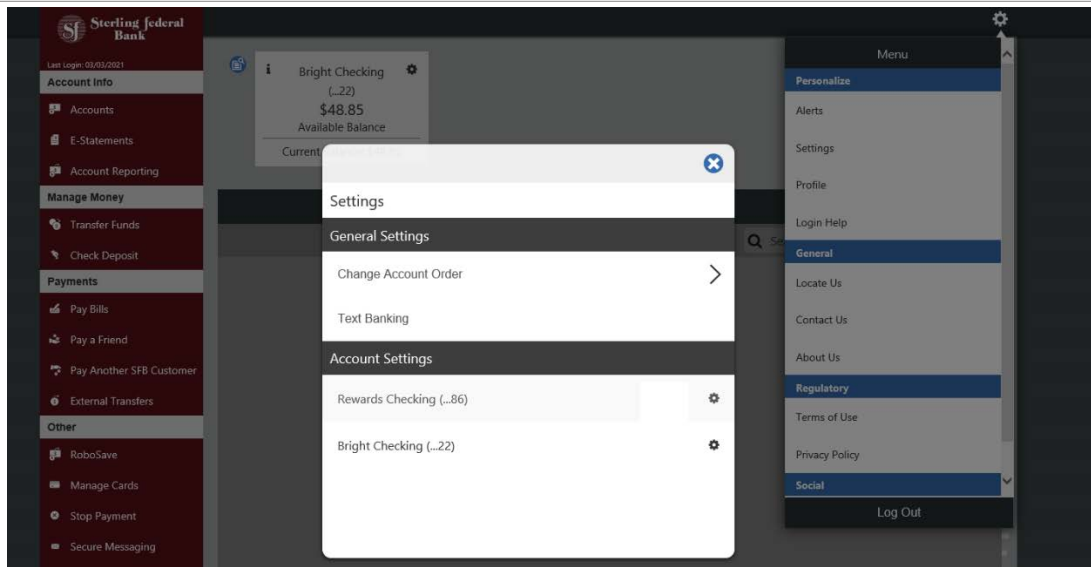 Sterling federal
Bank
Last Login: 03/03/2021
Account Info
Accounts
E-Statements
Account Reporting
Manage Money
Transfer Funds
Check Deposit
Payments
Pay Bills
Pay a Friend
Pay Another SFB Customer
External Transfers
Other
RoboSave
Manage Cards
Stop Payment
Secure Messaging
i Bright Checking
(...22)
$48.85
Available Balance
Current
Settings
General Settings
Change Account Order
Text Banking
Account Settings
Rewards Checking (...86)
Bright Checking (...22)
Menu
Personalize
Alerts
Settings
Profile
Login Help
General
Locate Us
Contact Us
About Us
Regulatory
Terms of Use
Privacy Policy
Social
Log Out